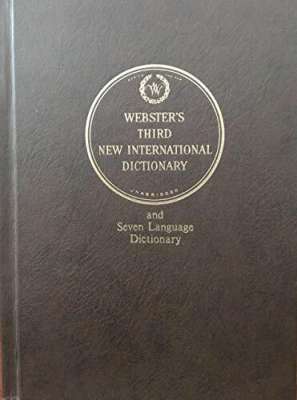 WEBSTER'S
THIRD
NEW INTERNATIONAL
DICTIONARY
UNABRIDGED
and
Seven Language
Dictionary